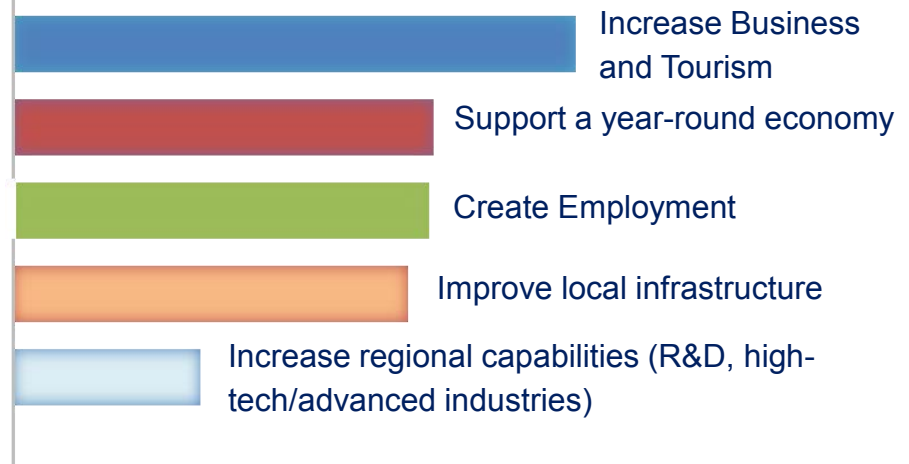 Increase Business
and Tourism
Support a year-round economy
Create Employment
Improve local infrastructure
Increase regional capabilities (R&D, high-
tech/advanced industries)